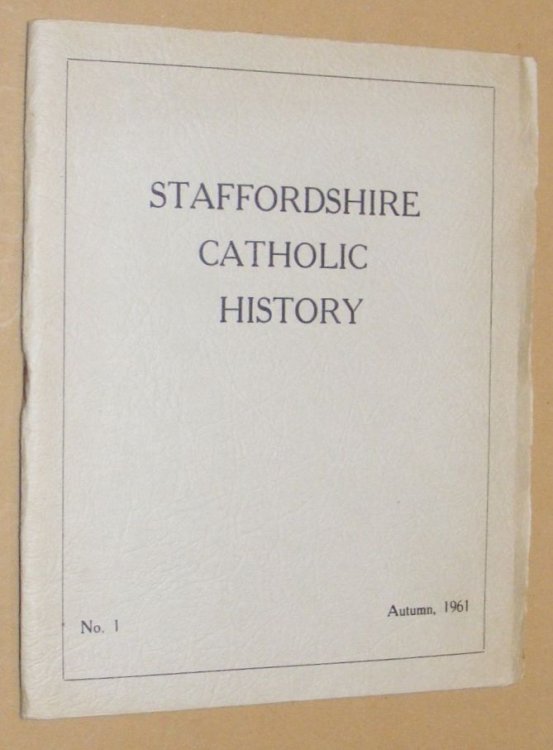 STAFFORDSHIRE
CATHOLIC
HISTORY
No. 1
Autumn, 1961